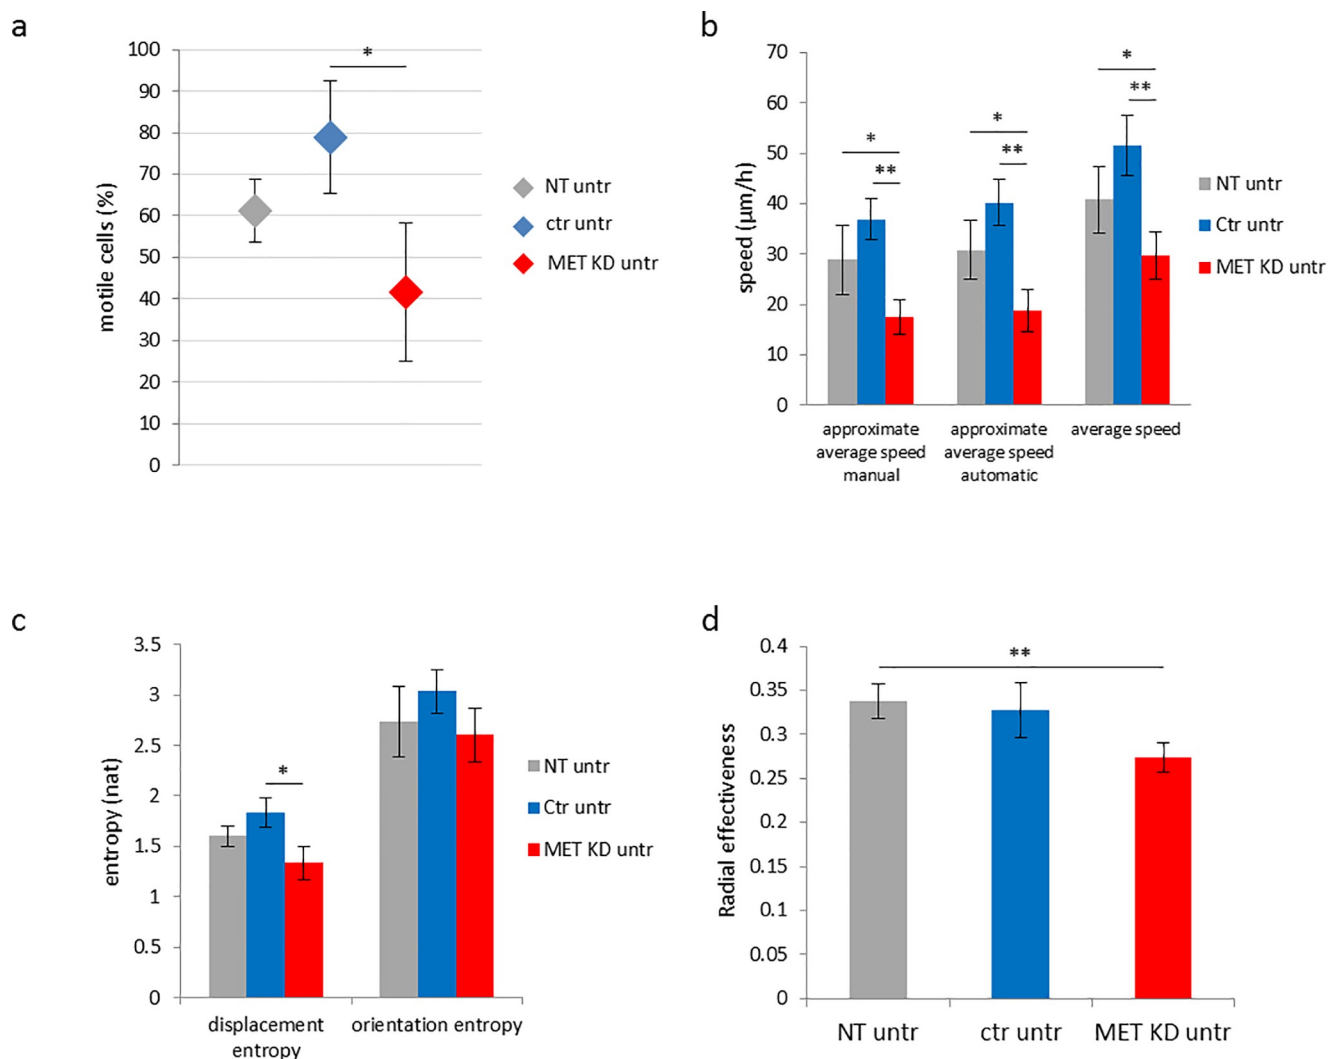 a
100
90
80
70
60
50
40
30
20
10
0
motile cells (%)
*
NT untr
ctr untr
MET KD untr
b
70
60
50
40
30
20
10
0
speed (μm/h)
*
**
*
**
*
**
approximate
average speed
manual
approximate
average speed
automatic
average speed
NT untr
Ctr untr
MET KD untr
c
3.5
3
2.5
2
1.5
1
0.5
0
entropy (nat)
*
displacement
entropy
orientation entropy
NT untr
Ctr untr
MET KD untr
d
0.4
0.35
0.3
0.25
0.2
0.15
0.1
0.05
0
Radial effectiveness
**
NT untr
ctr untr
MET KD untr